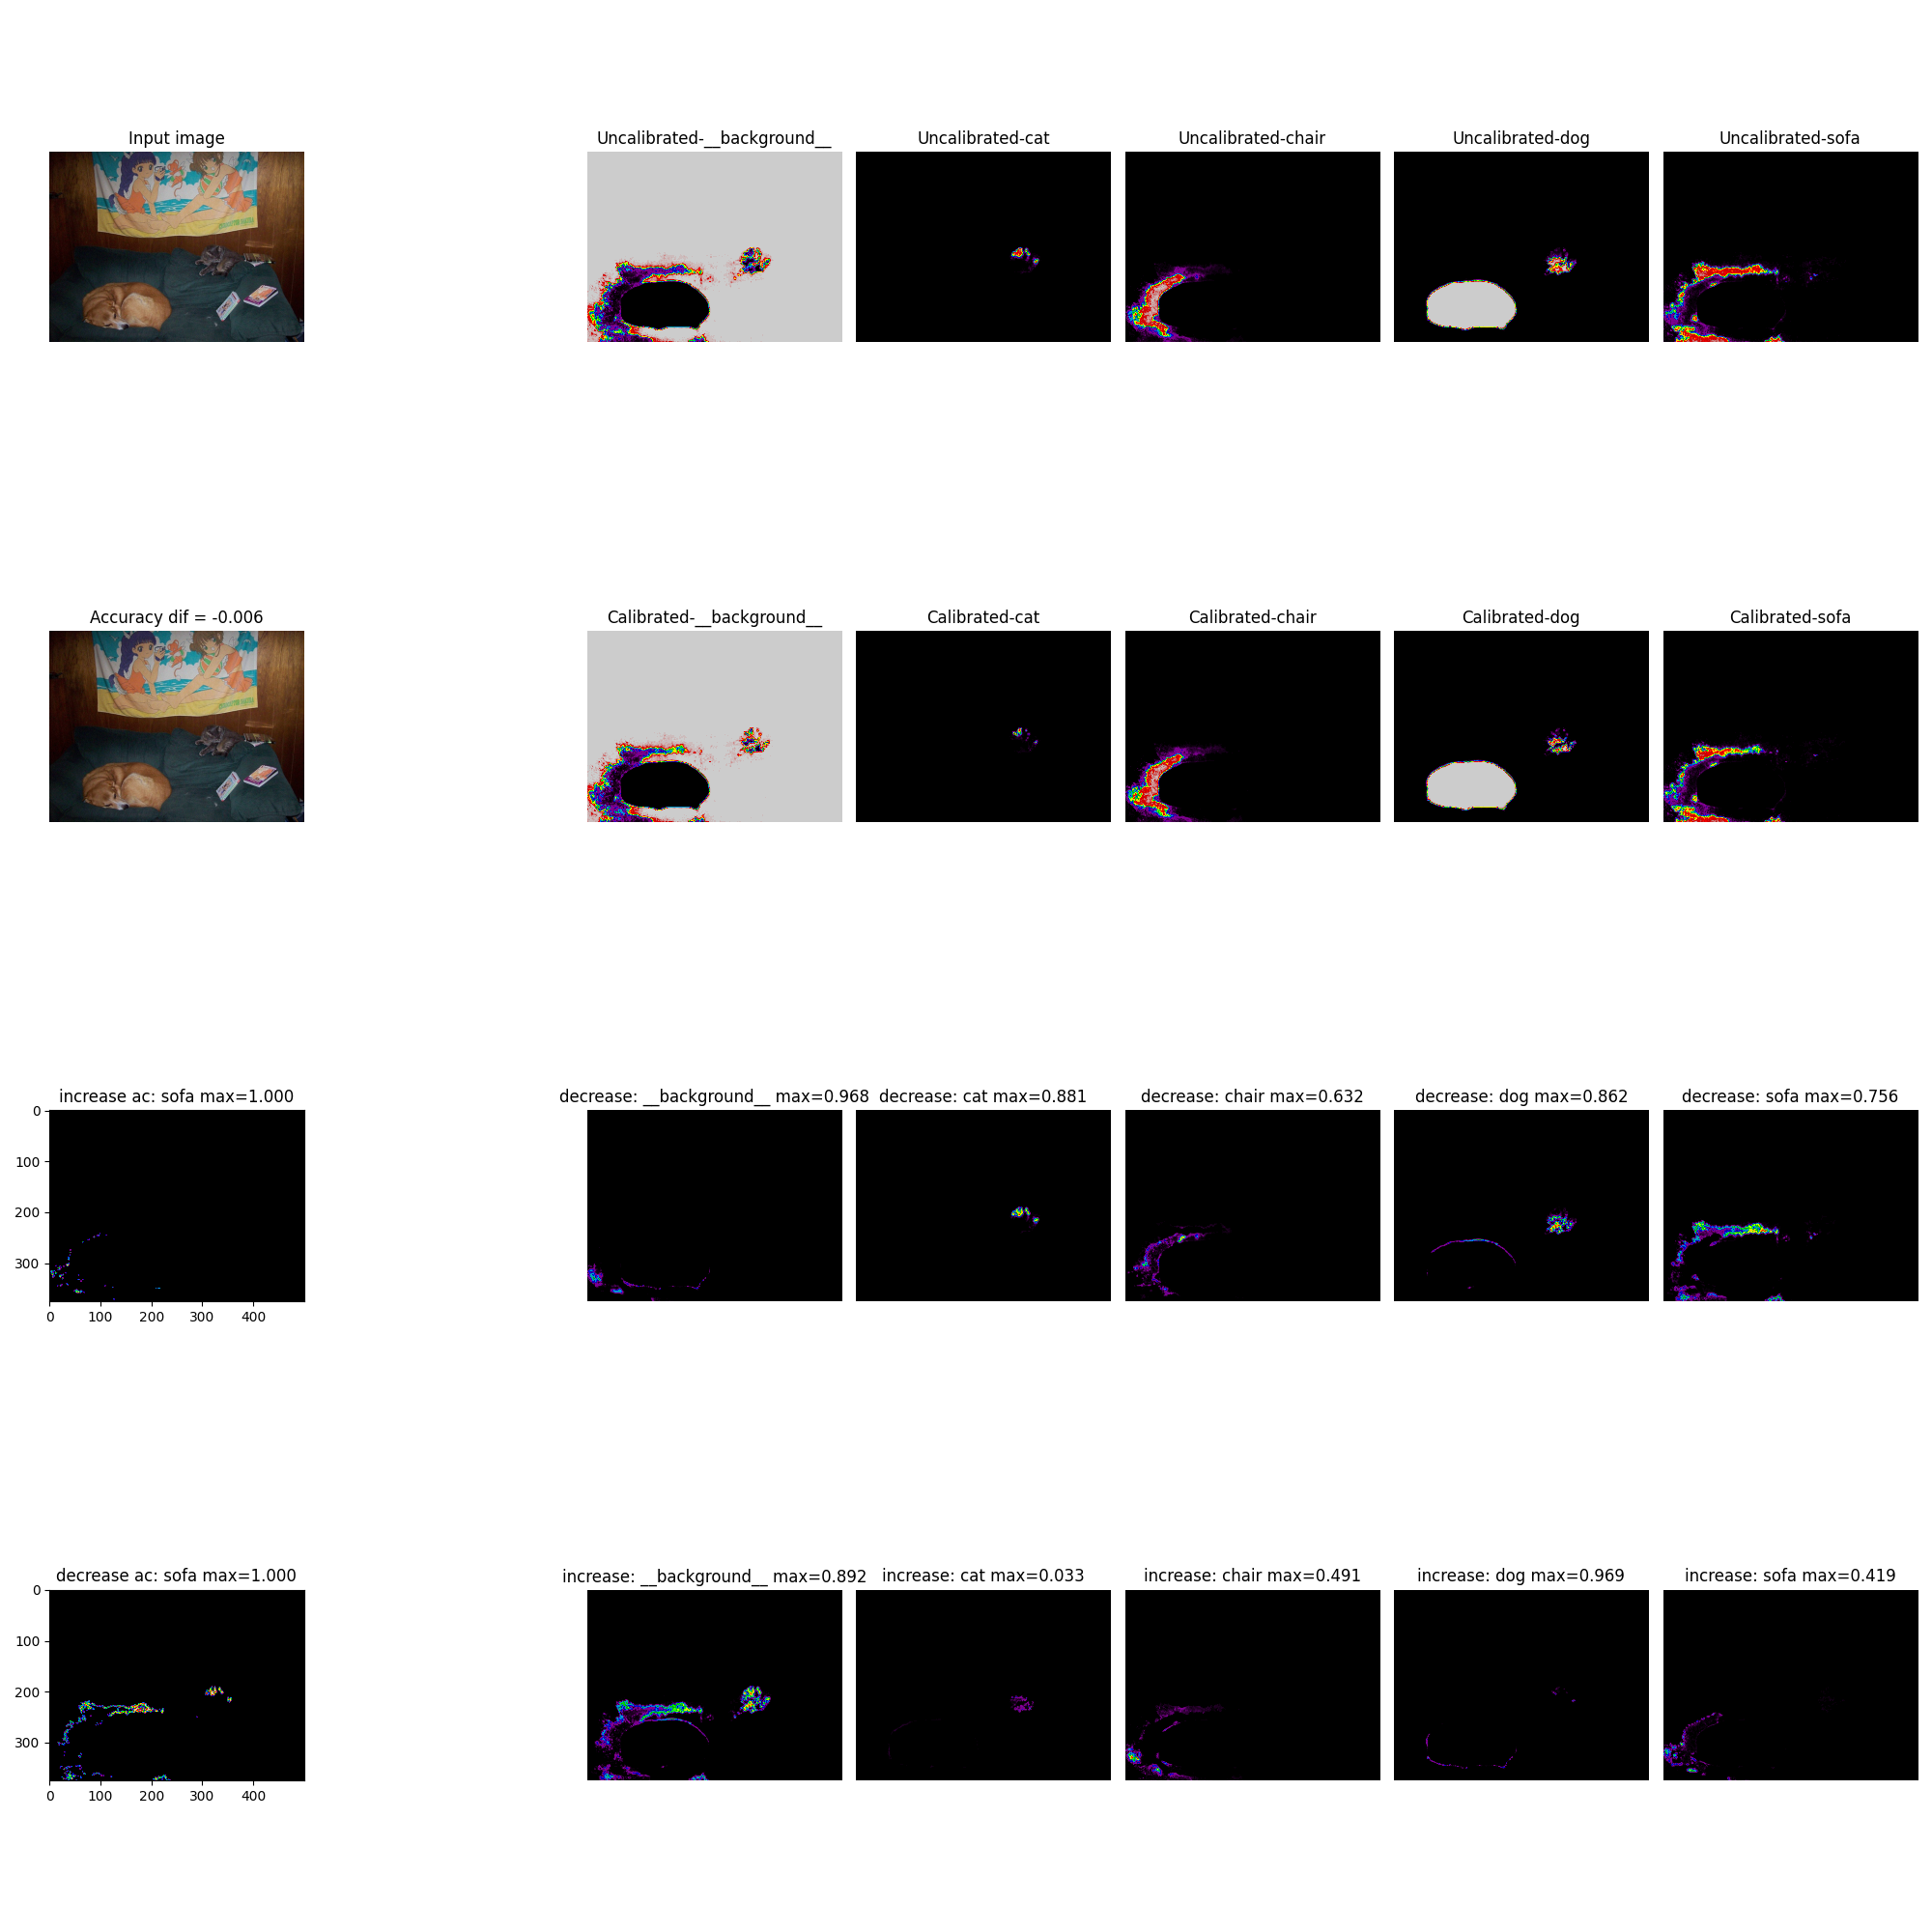 Input image
Uncalibrated-__background__
Uncalibrated-cat
Uncalibrated-chair
Uncalibrated-dog
Uncalibrated-sofa
Accuracy dif = -0.006
Calibrated-__background__
Calibrated-cat
Calibrated-chair
Calibrated-dog
Calibrated-sofa
increase ac: sofa max=1.000
decrease: __background__ max=0.968
decrease: cat max=0.881
decrease: chair max=0.632
decrease: dog max=0.862
decrease: sofa max=0.756
0
100
200
300
0 100 200 300 400
decrease ac: sofa max=1.000
increase: __background__ max=0.892
increase: cat max=0.033
increase: chair max=0.491
increase: dog max=0.969
increase: sofa max=0.419
0
100
200
300
0 100 200 300 400